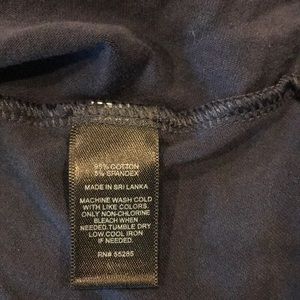 95% COTTON
5% SPANDEX
MADE IN SRI LANKA
MACHINE WASH COLD
WITH LIKE COLORS.
ONLY NON-CHLORINE
BLEACH WHEN
NEEDED.TUMBLE DRY
LOW.COOL IRON
IF NEEDED.
RN# 55285